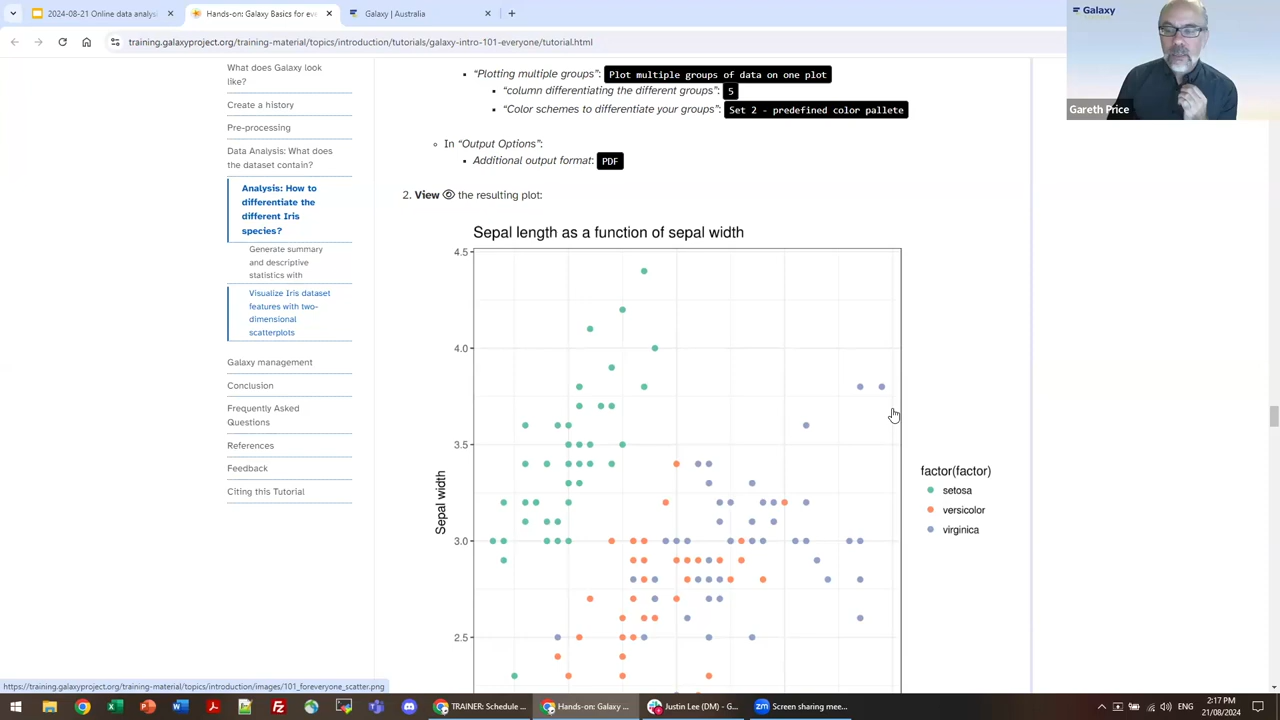 2024-08-21 Online data analysi
Hands-on: Galaxy Basics for ev
Galaxy | Australia
training.galaxyproject.org/training-material/topics/introduction/tutorials/galaxy-intro-101-everyone/tutorial.html
Galaxy
Gareth Price
What does Galaxy look
like?
Create a history
Pre-processing
Data Analysis: What does
the dataset contain?
Analysis: How to
differentiate the
different Iris
species?
Generate summary
and descriptive
statistics with
Visualize Iris dataset
features with two-
dimensional
scatterplots
Galaxy management
Conclusion
Frequently Asked
Questions
References
Feedback
Citing this Tutorial
“Plotting multiple groups”: Plot multiple groups of data on one plot
“column differentiating the different groups”: 5
“Color schemes to differentiate your groups”: Set 2 - predefined color pallete
In “Output Options”:
Additional output format: PDF
2. View the resulting plot:
Sepal length as a function of sepal width
4.5
4.0
3.5
3.0
2.5
Sepal width
factor(factor)
setosa
versicolor
virginica
https://training.galaxyproject.org/training-material/topics/introduction/images/101_foreveryone_scatter.png
TRAINER: Schedule ...
Hands-on: Galaxy ...
Justin Lee (DM) - G...
Screen sharing mee...
2:17 PM
21/08/2024